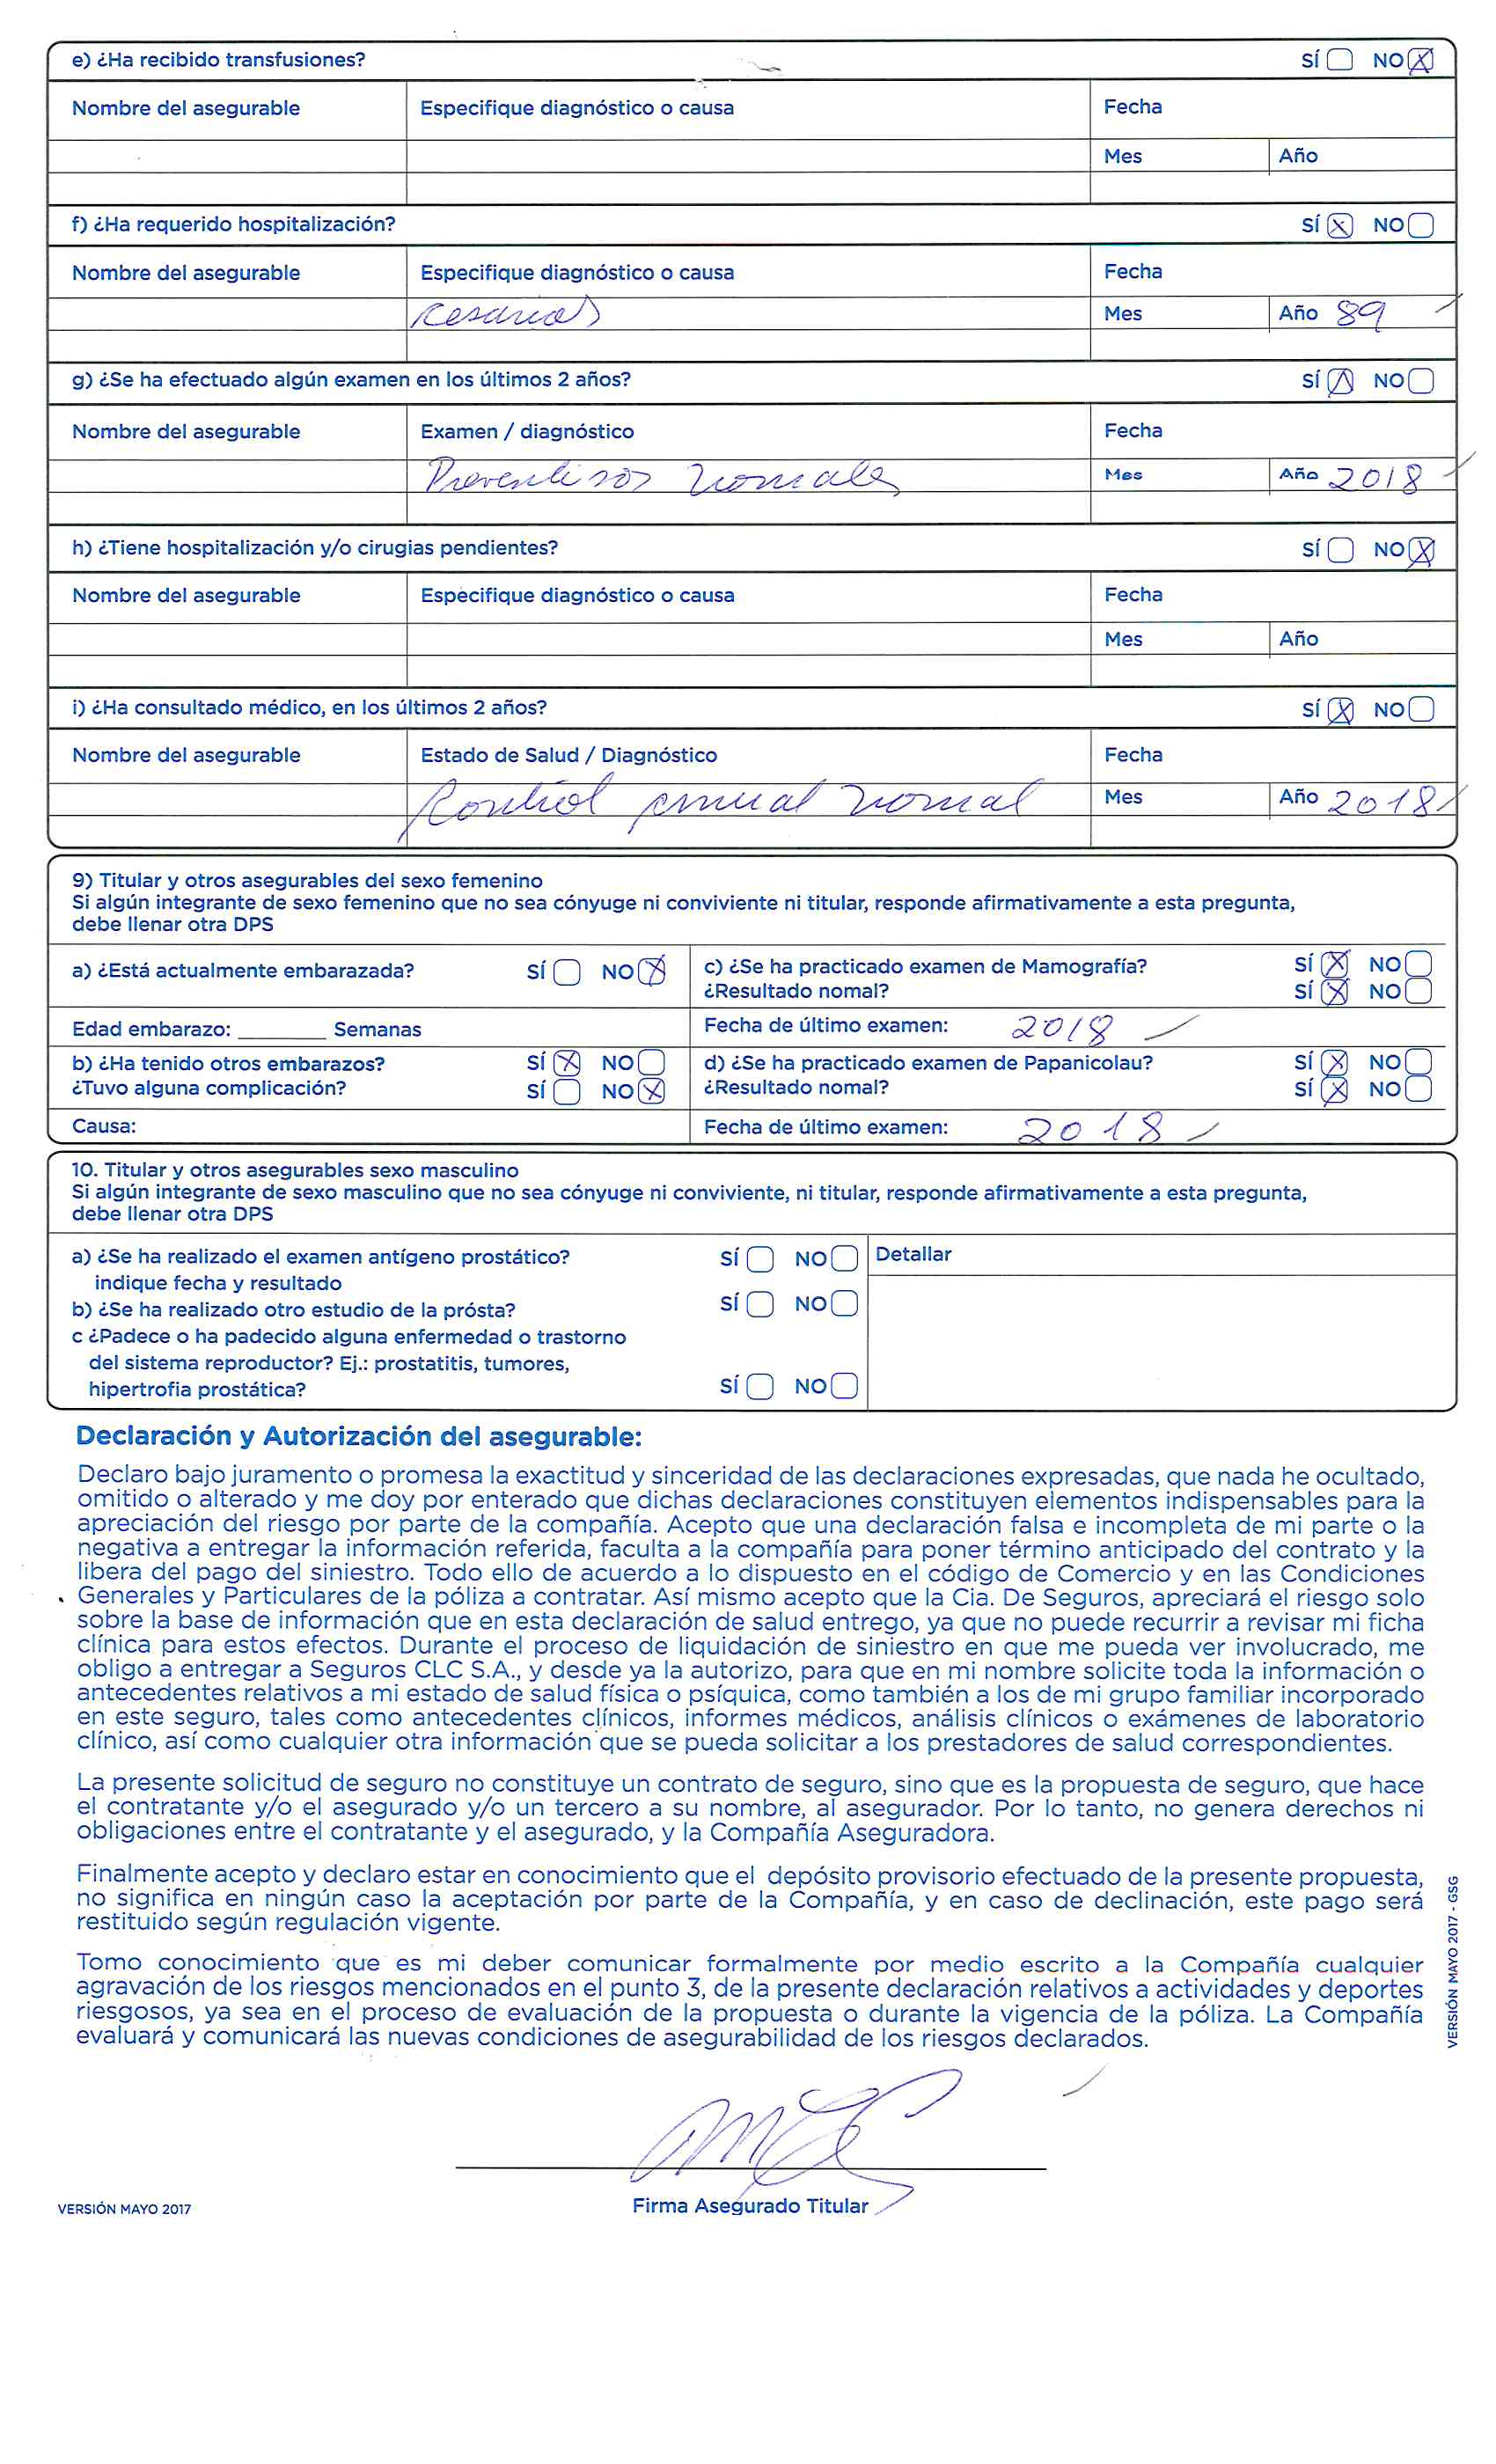 e) ¿Ha recibido transfusiones? SÍ NO X
Nombre del asegurable Especifique diagnóstico o causa Fecha
Mes Año
f) ¿Ha requerido hospitalización? SÍ X NO
Nombre del asegurable Especifique diagnóstico o causa Fecha
Mes Año 89
g) ¿Se ha efectuado algún examen en los últimos 2 años? SÍ X NO
Nombre del asegurable Examen / diagnóstico Fecha
Preventivos normales Mes Año 2018
h) ¿Tiene hospitalización y/o cirugias pendientes? SÍ NO X
Nombre del asegurable Especifique diagnóstico o causa Fecha
Mes Año
i) ¿Ha consultado médico, en los últimos 2 años? SÍ X NO
Nombre del asegurable Estado de Salud / Diagnóstico Fecha
Control anual normal Mes Año 2018
9) Titular y otros asegurables del sexo femenino
Si algún integrante de sexo femenino que no sea cónyuge ni conviviente ni titular, responde afirmativamente a esta pregunta,
debe llenar otra DPS
a) ¿Está actualmente embarazada? SÍ NO X c) ¿Se ha practicado examen de Mamografía? SÍ X NO
¿Resultado nomal? SÍ X NO
Edad embarazo: ________ Semanas Fecha de último examen: 2018
b) ¿Ha tenido otros embarazos? SÍ X NO d) ¿Se ha practicado examen de Papanicolau? SÍ X NO
¿Tuvo alguna complicación? SÍ NO X ¿Resultado nomal? SÍ X NO
Causa: Fecha de último examen: 2018
10. Titular y otros asegurables sexo masculino
Si algún integrante de sexo masculino que no sea cónyuge ni conviviente, ni titular, responde afirmativamente a esta pregunta,
debe llenar otra DPS
a) ¿Se ha realizado el examen antígeno prostático? SÍ NO Detallar
indique fecha y resultado
b) ¿Se ha realizado otro estudio de la prósta? SÍ NO
c ¿Padece o ha padecido alguna enfermedad o trastorno
del sistema reproductor? Ej.: prostatitis, tumores,
hipertrofia prostática? SÍ NO
Declaración y Autorización del asegurable:
Declaro bajo juramento o promesa la exactitud y sinceridad de las declaraciones expresadas, que nada he ocultado,
omitido o alterado y me doy por enterado que dichas declaraciones constituyen elementos indispensables para la
apreciación del riesgo por parte de la compañía. Acepto que una declaración falsa e incompleta de mi parte o la
negativa a entregar la información referida, faculta a la compañía para poner término anticipado del contrato y la
libera del pago del siniestro. Todo ello de acuerdo a lo dispuesto en el código de Comercio y en las Condiciones
Generales y Particulares de la póliza a contratar. Así mismo acepto que la Cia. De Seguros, apreciará el riesgo solo
sobre la base de información que en esta declaración de salud entrego, ya que no puede recurrir a revisar mi ficha
clínica para estos efectos. Durante el proceso de liquidación de siniestro en que me pueda ver involucrado, me
obligo a entregar a Seguros CLC S.A., y desde ya la autorizo, para que en mi nombre solicite toda la información o
antecedentes relativos a mi estado de salud física o psíquica, como también a los de mi grupo familiar incorporado
en este seguro, tales como antecedentes clínicos, informes médicos, análisis clínicos o exámenes de laboratorio
clínico, así como cualquier otra información que se pueda solicitar a los prestadores de salud correspondientes.
La presente solicitud de seguro no constituye un contrato de seguro, sino que es la propuesta de seguro, que hace
el contratante y/o el asegurado y/o un tercero a su nombre, al asegurador. Por lo tanto, no genera derechos ni
obligaciones entre el contratante y el asegurado, y la Compañía Aseguradora.
Finalmente acepto y declaro estar en conocimiento que el depósito provisorio efectuado de la presente propuesta,
no significa en ningún caso la aceptación por parte de la Compañía, y en caso de declinación, este pago será
restituido según regulación vigente.
Tomo conocimiento que es mi deber comunicar formalmente por medio escrito a la Compañía cualquier
agravación de los riesgos mencionados en el punto 3, de la presente declaración relativos a actividades y deportes
riesgosos, ya sea en el proceso de evaluación de la propuesta o durante la vigencia de la póliza. La Compañía
evaluará y comunicará las nuevas condiciones de asegurabilidad de los riesgos declarados.
VERSIÓN MAYO 2017 - GSG
Firma Asegurado Titular
VERSIÓN MAYO 2017